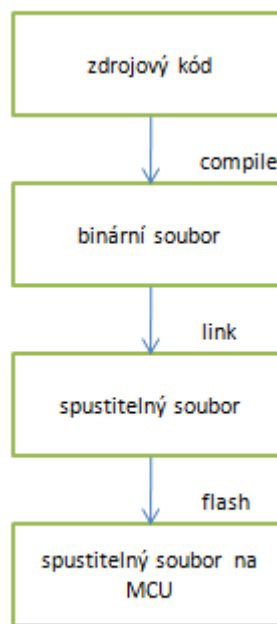 zdrojový kód
compile
binární soubor
link
spustitelný soubor
flash
spustitelný soubor na
MCU